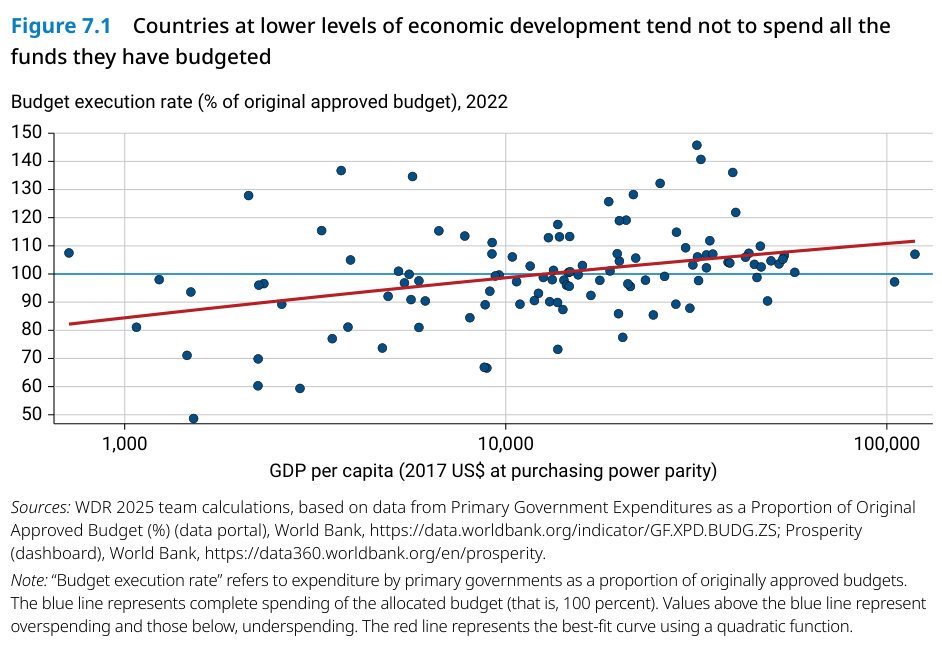 Figure 7.1 Countries at lower levels of economic development tend not to spend all the
funds they have budgeted
Budget execution rate (% of original approved budget), 2022
150
140
130
120
110
100
90
80
70
60
50
1,000
10,000
100,000
GDP per capita (2017 US$ at purchasing power parity)
Sources: WDR 2025 team calculations, based on data from Primary Government Expenditures as a Proportion of Original
Approved Budget (%) (data portal), World Bank, https://data.worldbank.org/indicator/GF.XPD.BUDG.ZS; Prosperity
(dashboard), World Bank, https://data360.worldbank.org/en/prosperity.
Note: “Budget execution rate” refers to expenditure by primary governments as a proportion of originally approved budgets.
The blue line represents complete spending of the allocated budget (that is, 100 percent). Values above the blue line represent
overspending and those below, underspending. The red line represents the best-fit curve using a quadratic function.